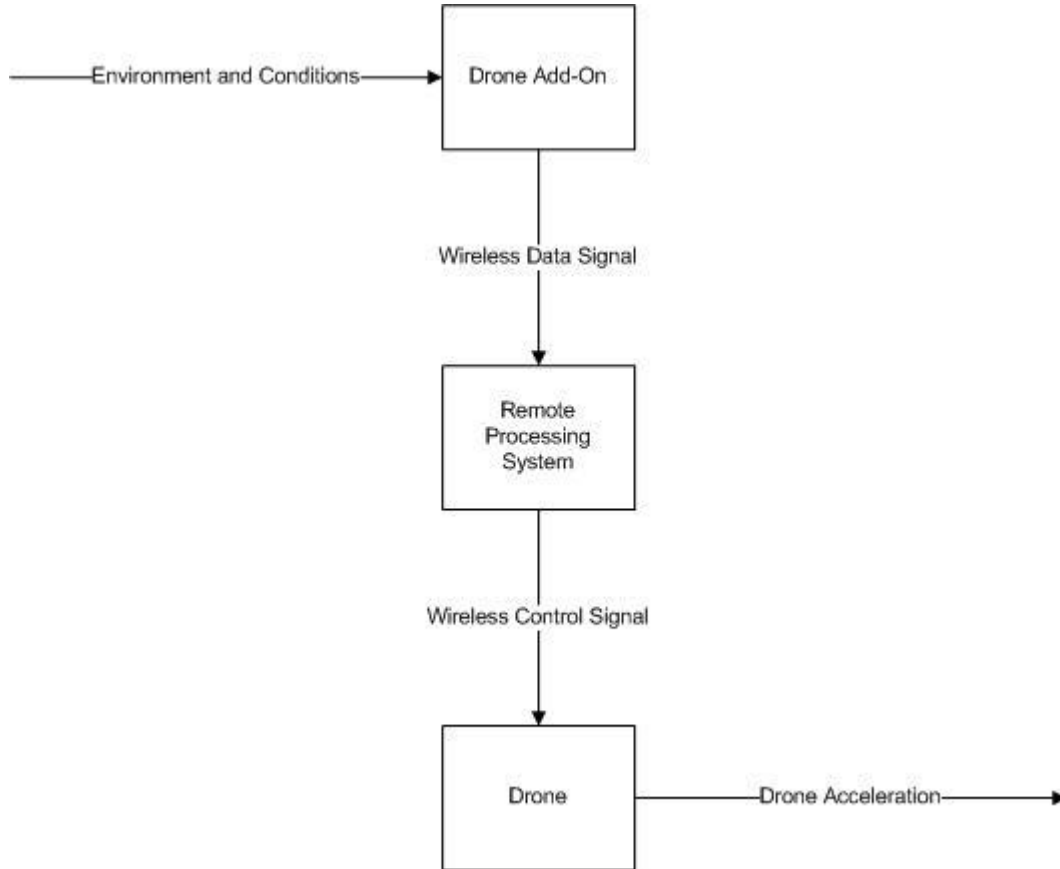 Environment and Conditions
Drone Add-On
Wireless Data Signal
Remote
Processing
System
Wireless Control Signal
Drone
Drone Acceleration